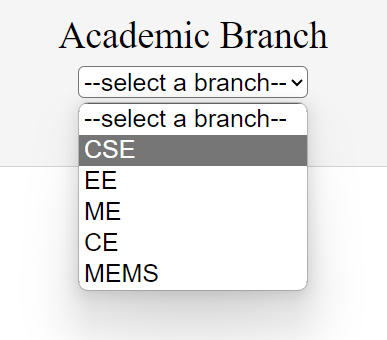 Academic Branch
--select a branch--
--select a branch--
CSE
EE
ME
CE
MEMS